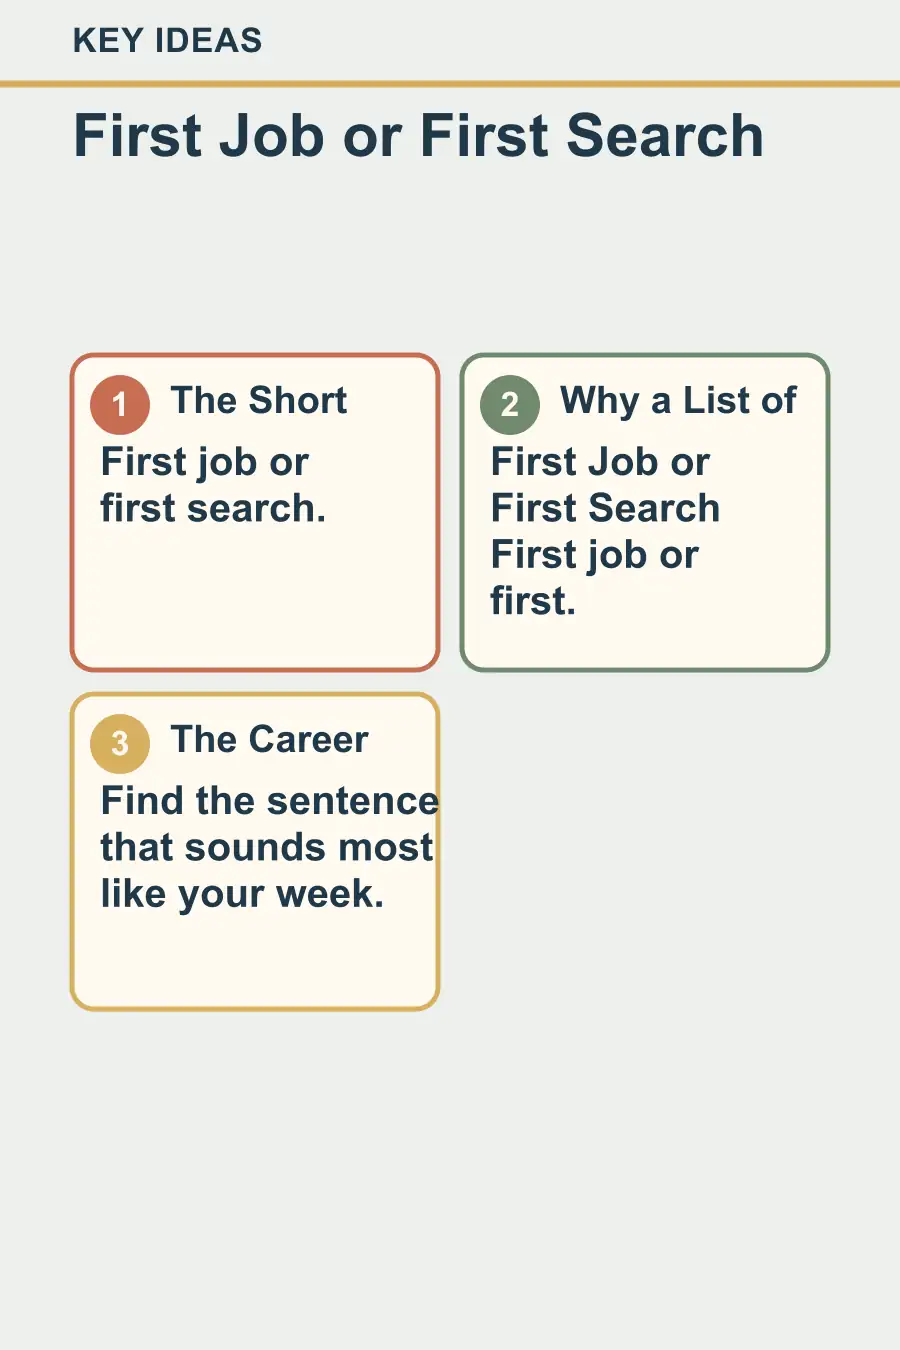 KEY IDEAS
First Job or First Search
1
The Short
First job or
first search.
2
Why a List of
First Job or
First Search
First job or
first.
3
The Career
Find the sentence
that sounds most
like your week.